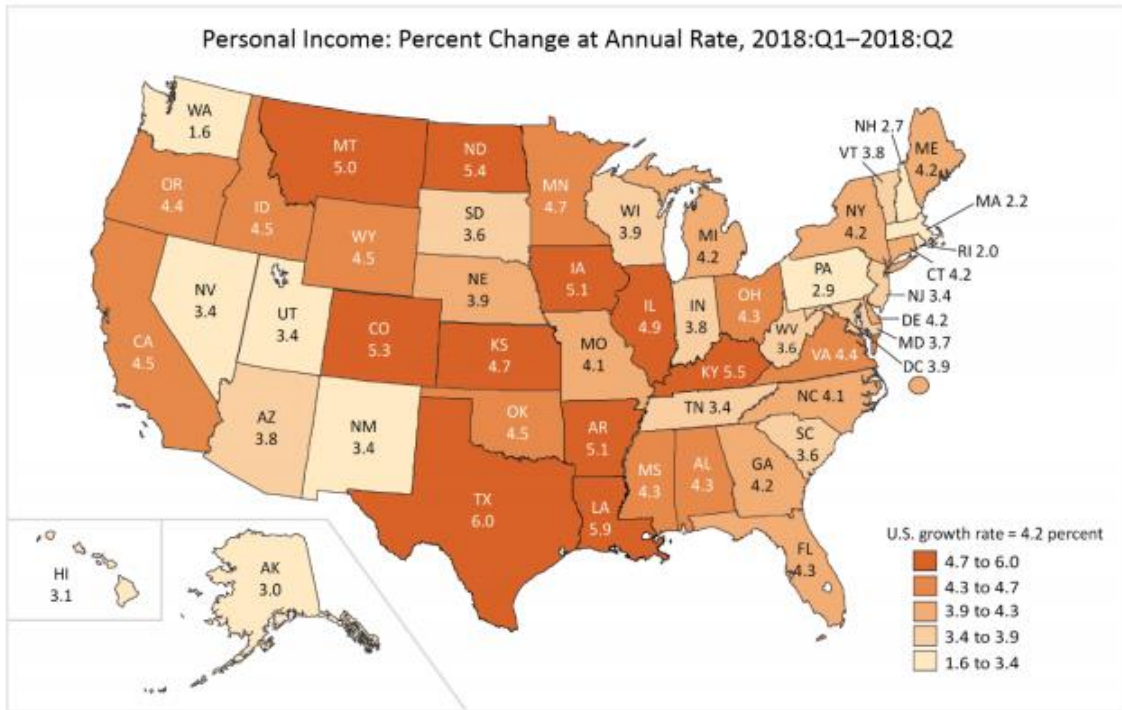 Personal Income: Percent Change at Annual Rate, 2018:Q1–2018:Q2
WA
1.6
MT
5.0
ND
5.4
MN
4.7
NH 2.7
VT 3.8
ME
4.2
OR
4.4
ID
4.5
WY
4.5
SD
3.6
WI
3.9
MI
4.2
NY
4.2
MA 2.2
RI 2.0
CT 4.2
NJ 3.4
DE 4.2
MD 3.7
DC 3.9
NV
3.4
UT
3.4
CO
5.3
NE
3.9
IA
5.1
IL
4.9
IN
3.8
OH
4.3
PA
2.9
WV
3.6
VA 4.4
CA
4.5
KS
4.7
MO
4.1
KY 5.5
NC 4.1
TN 3.4
SC
3.6
AZ
3.8
NM
3.4
OK
4.5
AR
5.1
MS
4.3
AL
4.3
GA
4.2
TX
6.0
LA
5.9
FL
4.3
HI
3.1
AK
3.0
U.S. growth rate = 4.2 percent
4.7 to 6.0
4.3 to 4.7
3.9 to 4.3
3.4 to 3.9
1.6 to 3.4